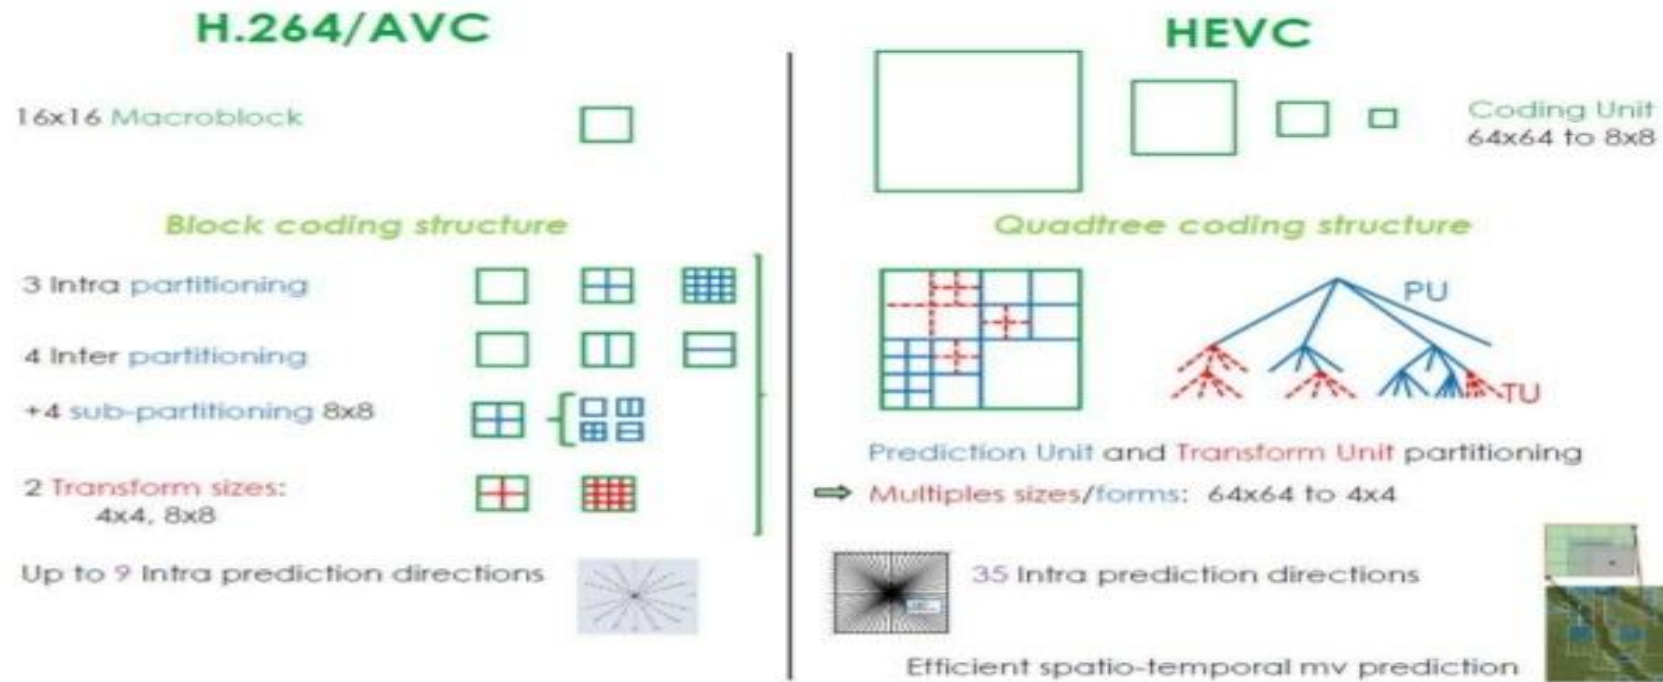 H.264/AVC
16x16 Macroblock
Block coding structure
3 Intra partitioning
4 Inter partitioning
+4 sub-partitioning 8x8
2 Transform sizes:
4x4, 8x8
Up to 9 Intra prediction directions
HEVC
Coding Unit
64x64 to 8x8
Quadtree coding structure
PU
TU
Prediction Unit and Transform Unit partitioning
Multiples sizes/forms: 64x64 to 4x4
35 Intra prediction directions
Efficient spatio-temporal mv prediction